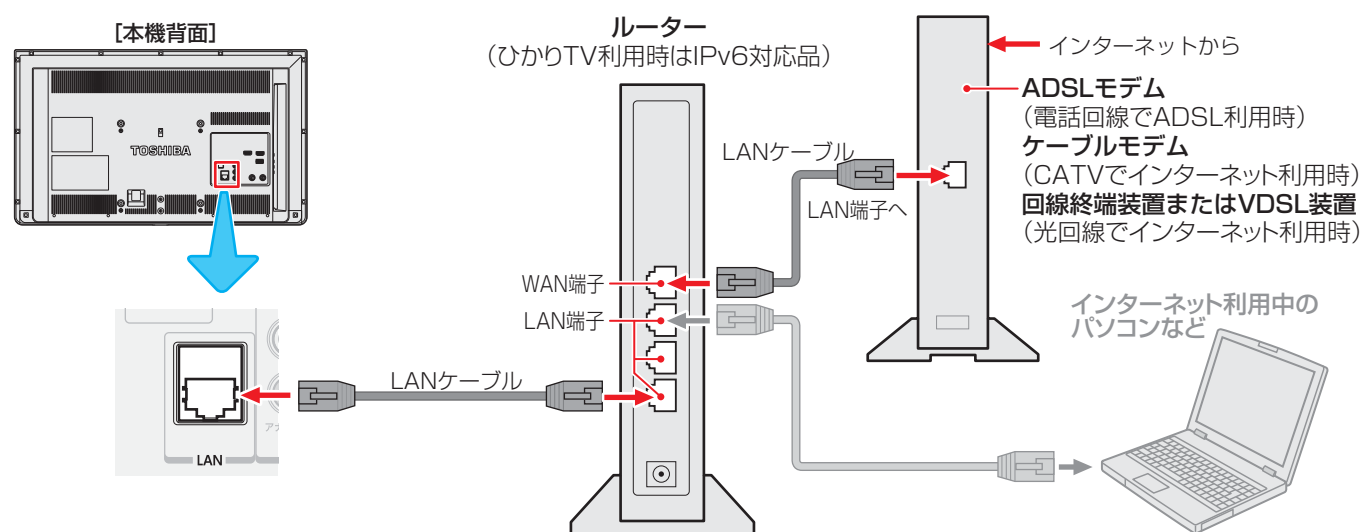 [本機背面]
TOSHIBA
LAN
LANケーブル
ルーター
（ひかりTV利用時はIPv6対応品）
WAN端子
LAN端子
LANケーブル
LAN端子へ
インターネットから
ADSLモデム
（電話回線でADSL利用時）
ケーブルモデム
（CATVでインターネット利用時）
回線終端装置またはVDSL装置
（光回線でインターネット利用時）
インターネット利用中の
パソコンなど